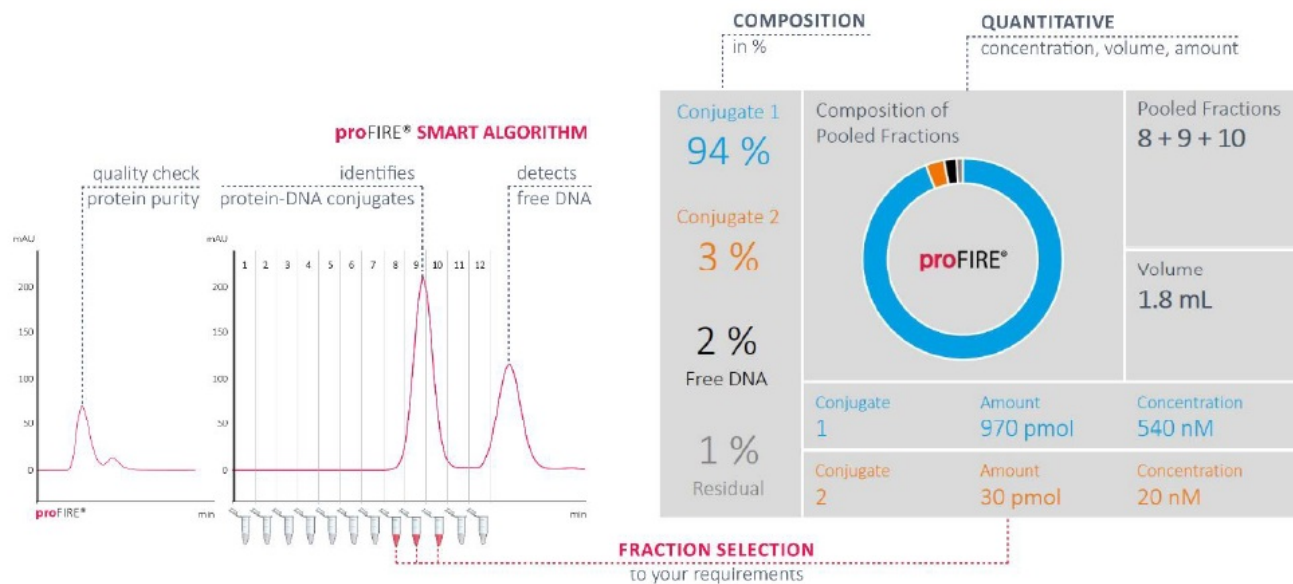 proFIRE® SMART ALGORITHM
quality check
protein purity
identifies
protein-DNA conjugates
detects
free DNA
mAU
200
150
100
50
0
proFIRE®
min
mAU
1 2 3 4 5 6 7 8 9 10 11 12
200
150
100
50
0
min
COMPOSITION
in %
QUANTITATIVE
concentration, volume, amount
Conjugate 1
94 %
Conjugate 2
3 %
2 %
Free DNA
1 %
Residual
Composition of
Pooled Fractions
proFIRE®
Pooled Fractions
8 + 9 + 10
Volume
1.8 mL
Conjugate Amount Concentration
1 970 pmol 540 nM
Conjugate Amount Concentration
2 30 pmol 20 nM
FRACTION SELECTION
to your requirements